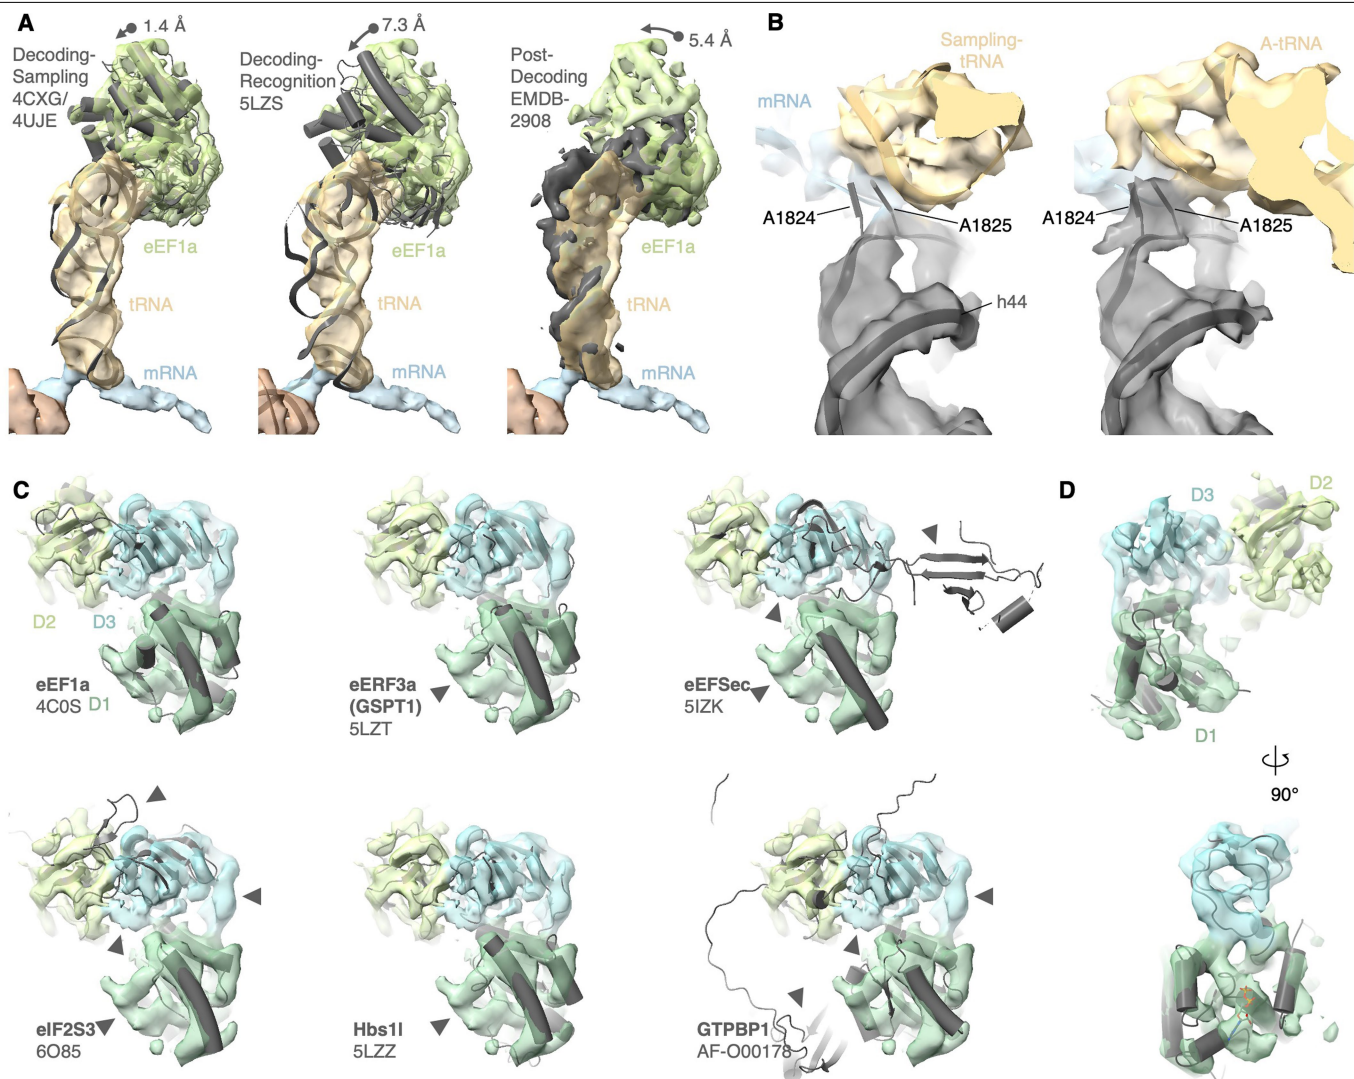 A
1.4 Å
Decoding-
Sampling
4CXG/
4UJE
eEF1a
tRNA
mRNA
7.3 Å
Decoding-
Recognition
5LZS
eEF1a
tRNA
mRNA
5.4 Å
Post-
Decoding
EMDB-
2908
eEF1a
tRNA
mRNA
B
Sampling-
tRNA
mRNA
A1824
A1825
h44
A-tRNA
A1824
A1825
C
D2
D3
eEF1a
4C0S
D1
eERF3a
(GSPT1)
5LZT
eEFSec
5IZK
eIF2S3
6O85
Hbs1l
5LZZ
GTPBP1
AF-O00178
D
D3
D2
D1
90°